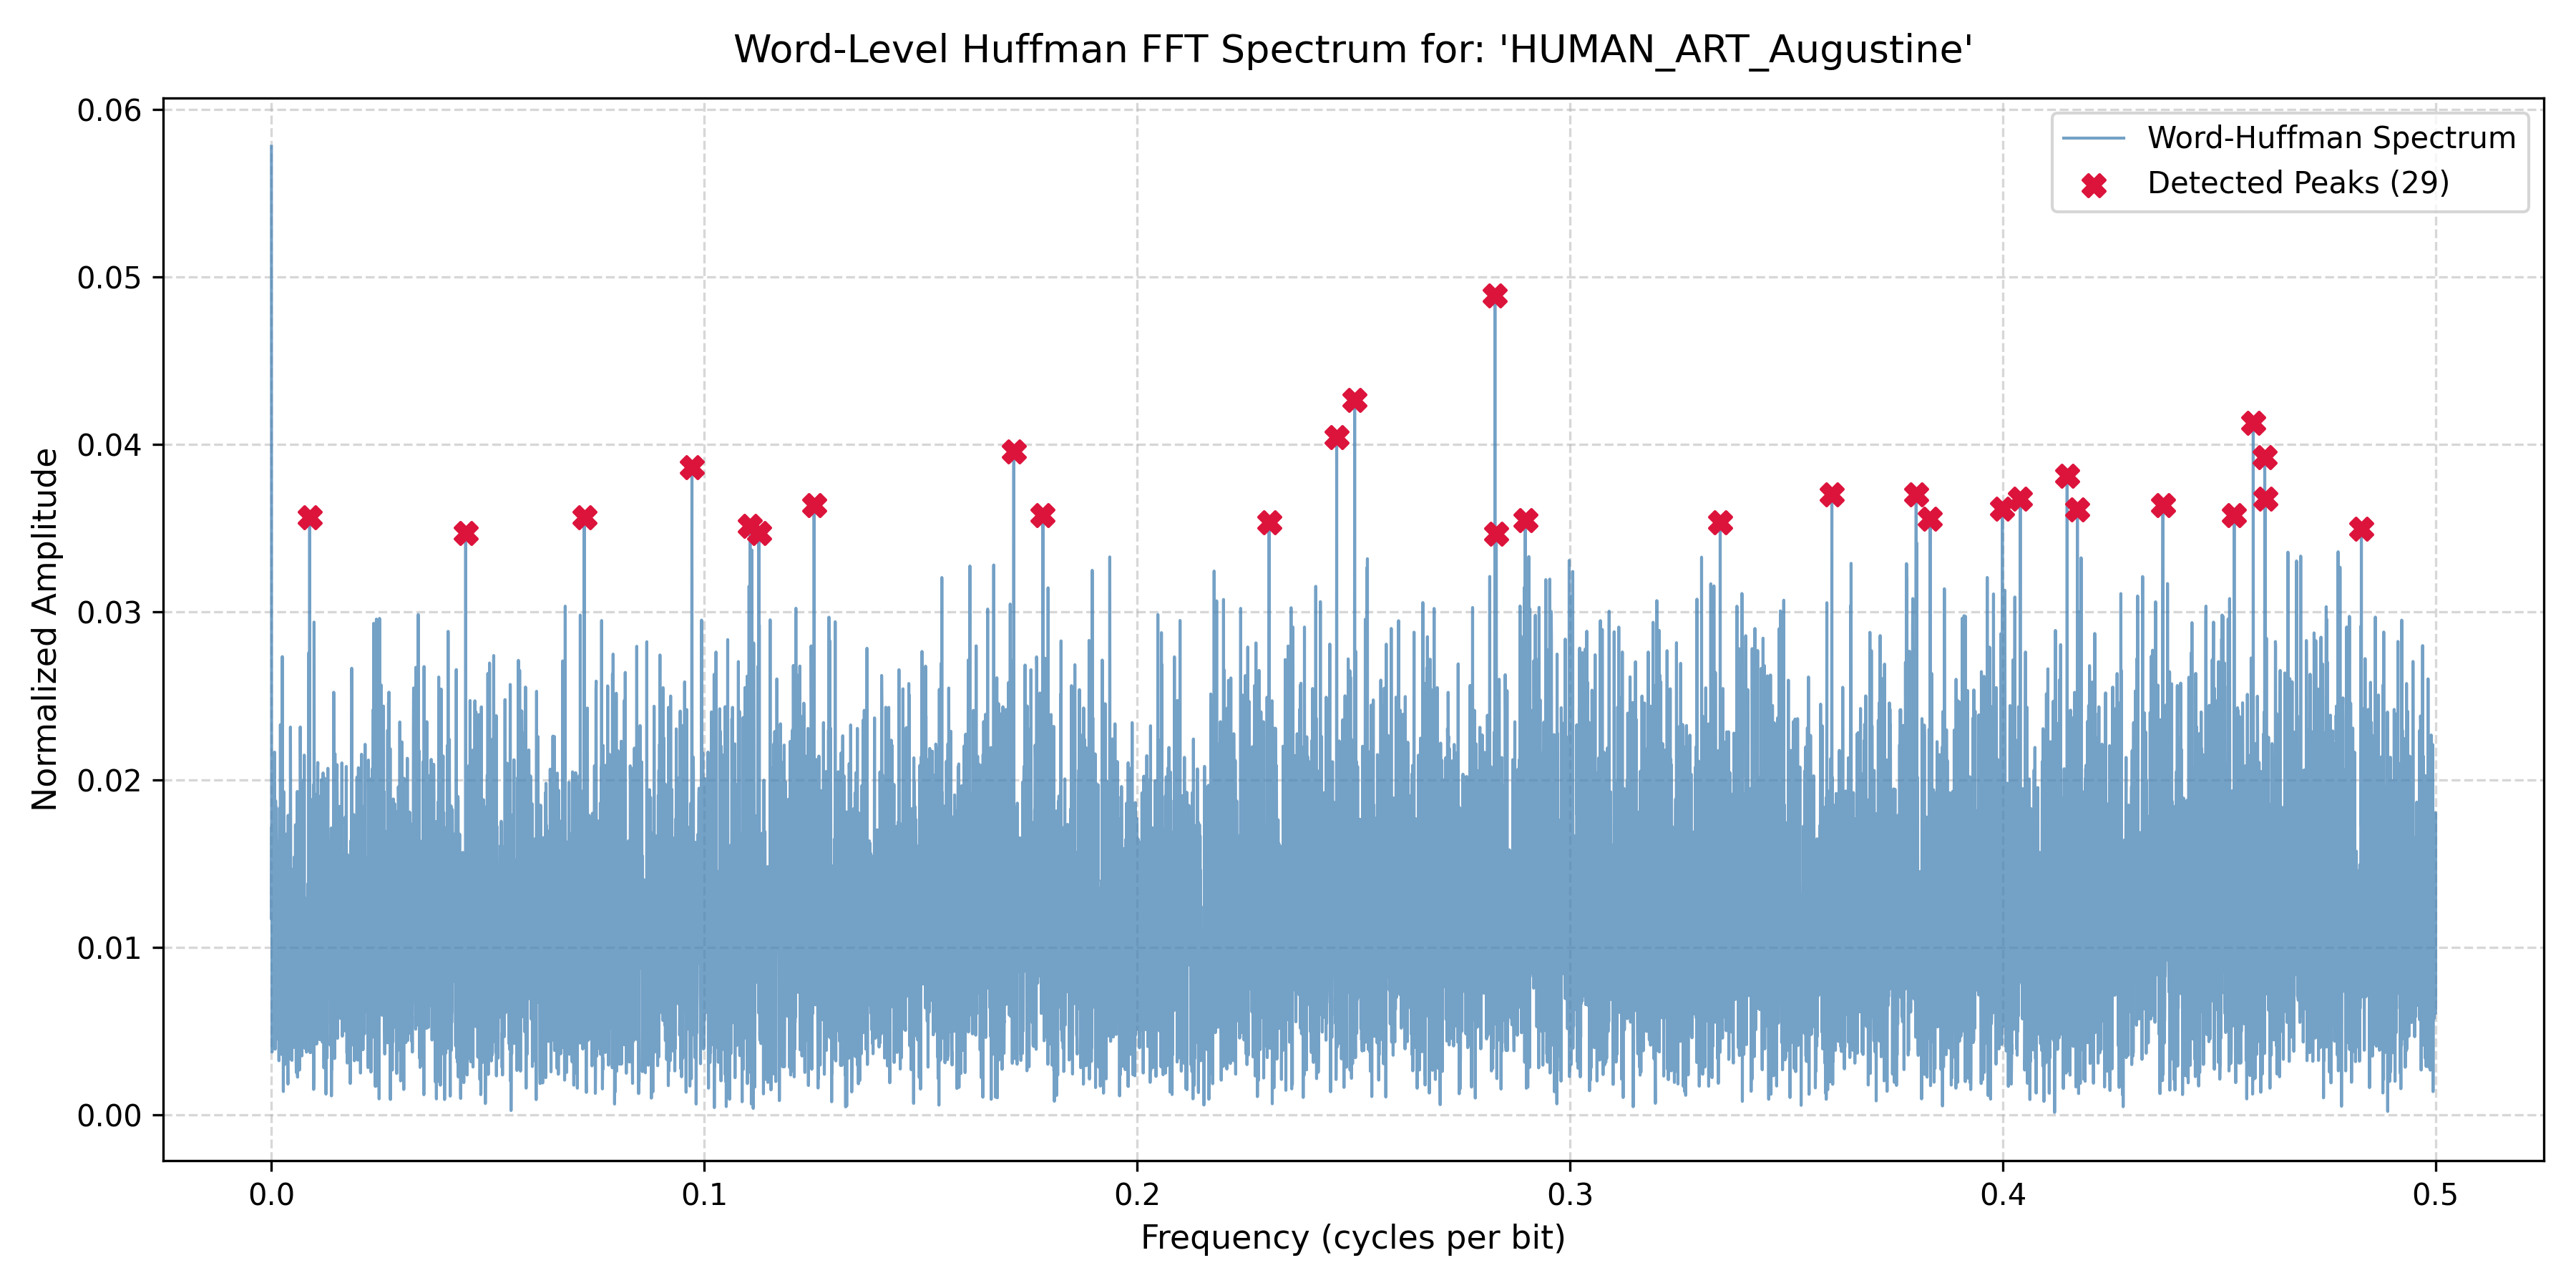 Word-Level Huffman FFT Spectrum for: 'HUMAN_ART_Augustine'
0.06
0.05
0.04
0.03
0.02
0.01
0.00
Normalized Amplitude
Word-Huffman Spectrum
Detected Peaks (29)
0.0 0.1 0.2 0.3 0.4 0.5
Frequency (cycles per bit)